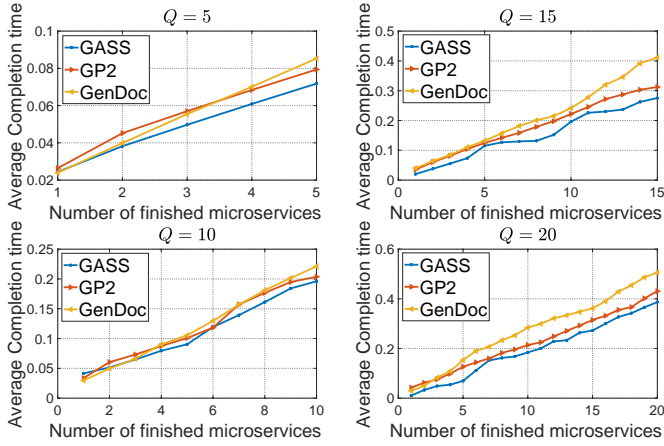 Q = 5
Average Completion time
0.1
0.08
0.06
0.04
0.02
GASS
GP2
GenDoc
1 2 3 4 5
Number of finished microservices
Q = 15
Average Completion time
0.5
0.4
0.3
0.2
0.1
0
GASS
GP2
GenDoc
0 5 10 15
Number of finished microservices
Q = 10
Average Completion time
0.25
0.2
0.15
0.1
0.05
0
GASS
GP2
GenDoc
0 2 4 6 8 10
Number of finished microservices
Q = 20
Average Completion time
0.6
0.4
0.2
0
GASS
GP2
GenDoc
0 5 10 15 20
Number of finished microservices